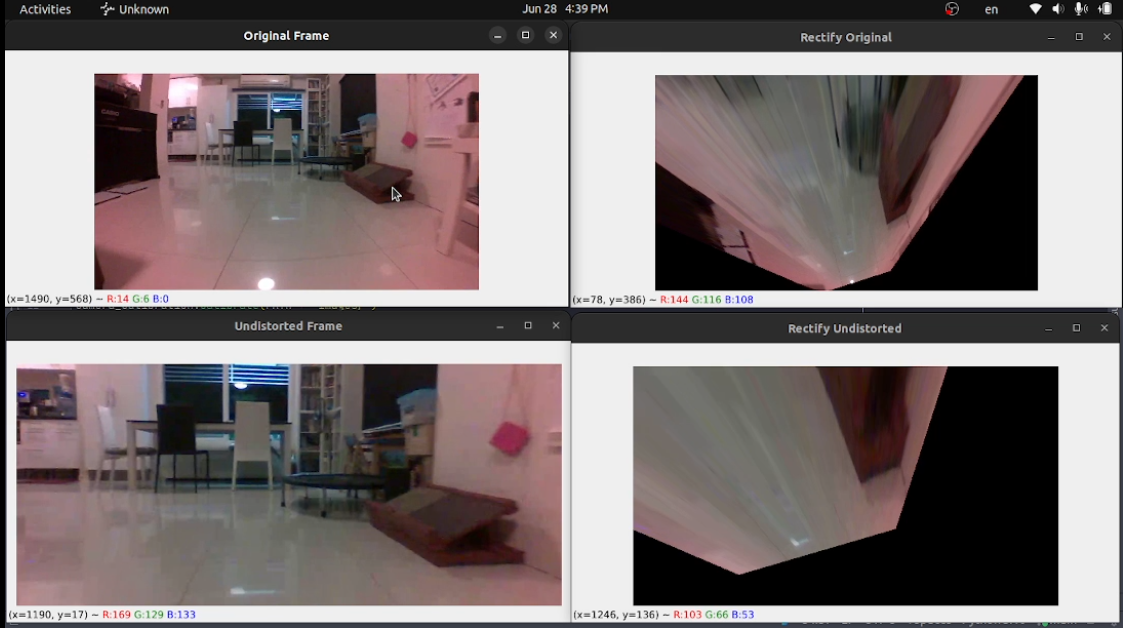 Activities
Unknown
Jun 28 4:39 PM
en
Original Frame
Rectify Original
CASIO
(x=1490, y=568) ~ R:14 G:6 B:0
(x=78, y=386) ~ R:144 G:116 B:108
Undistorted Frame
Rectify Undistorted
(x=1190, y=17) ~ R:169 G:129 B:133
(x=1246, y=136) ~ R:103 G:66 B:53